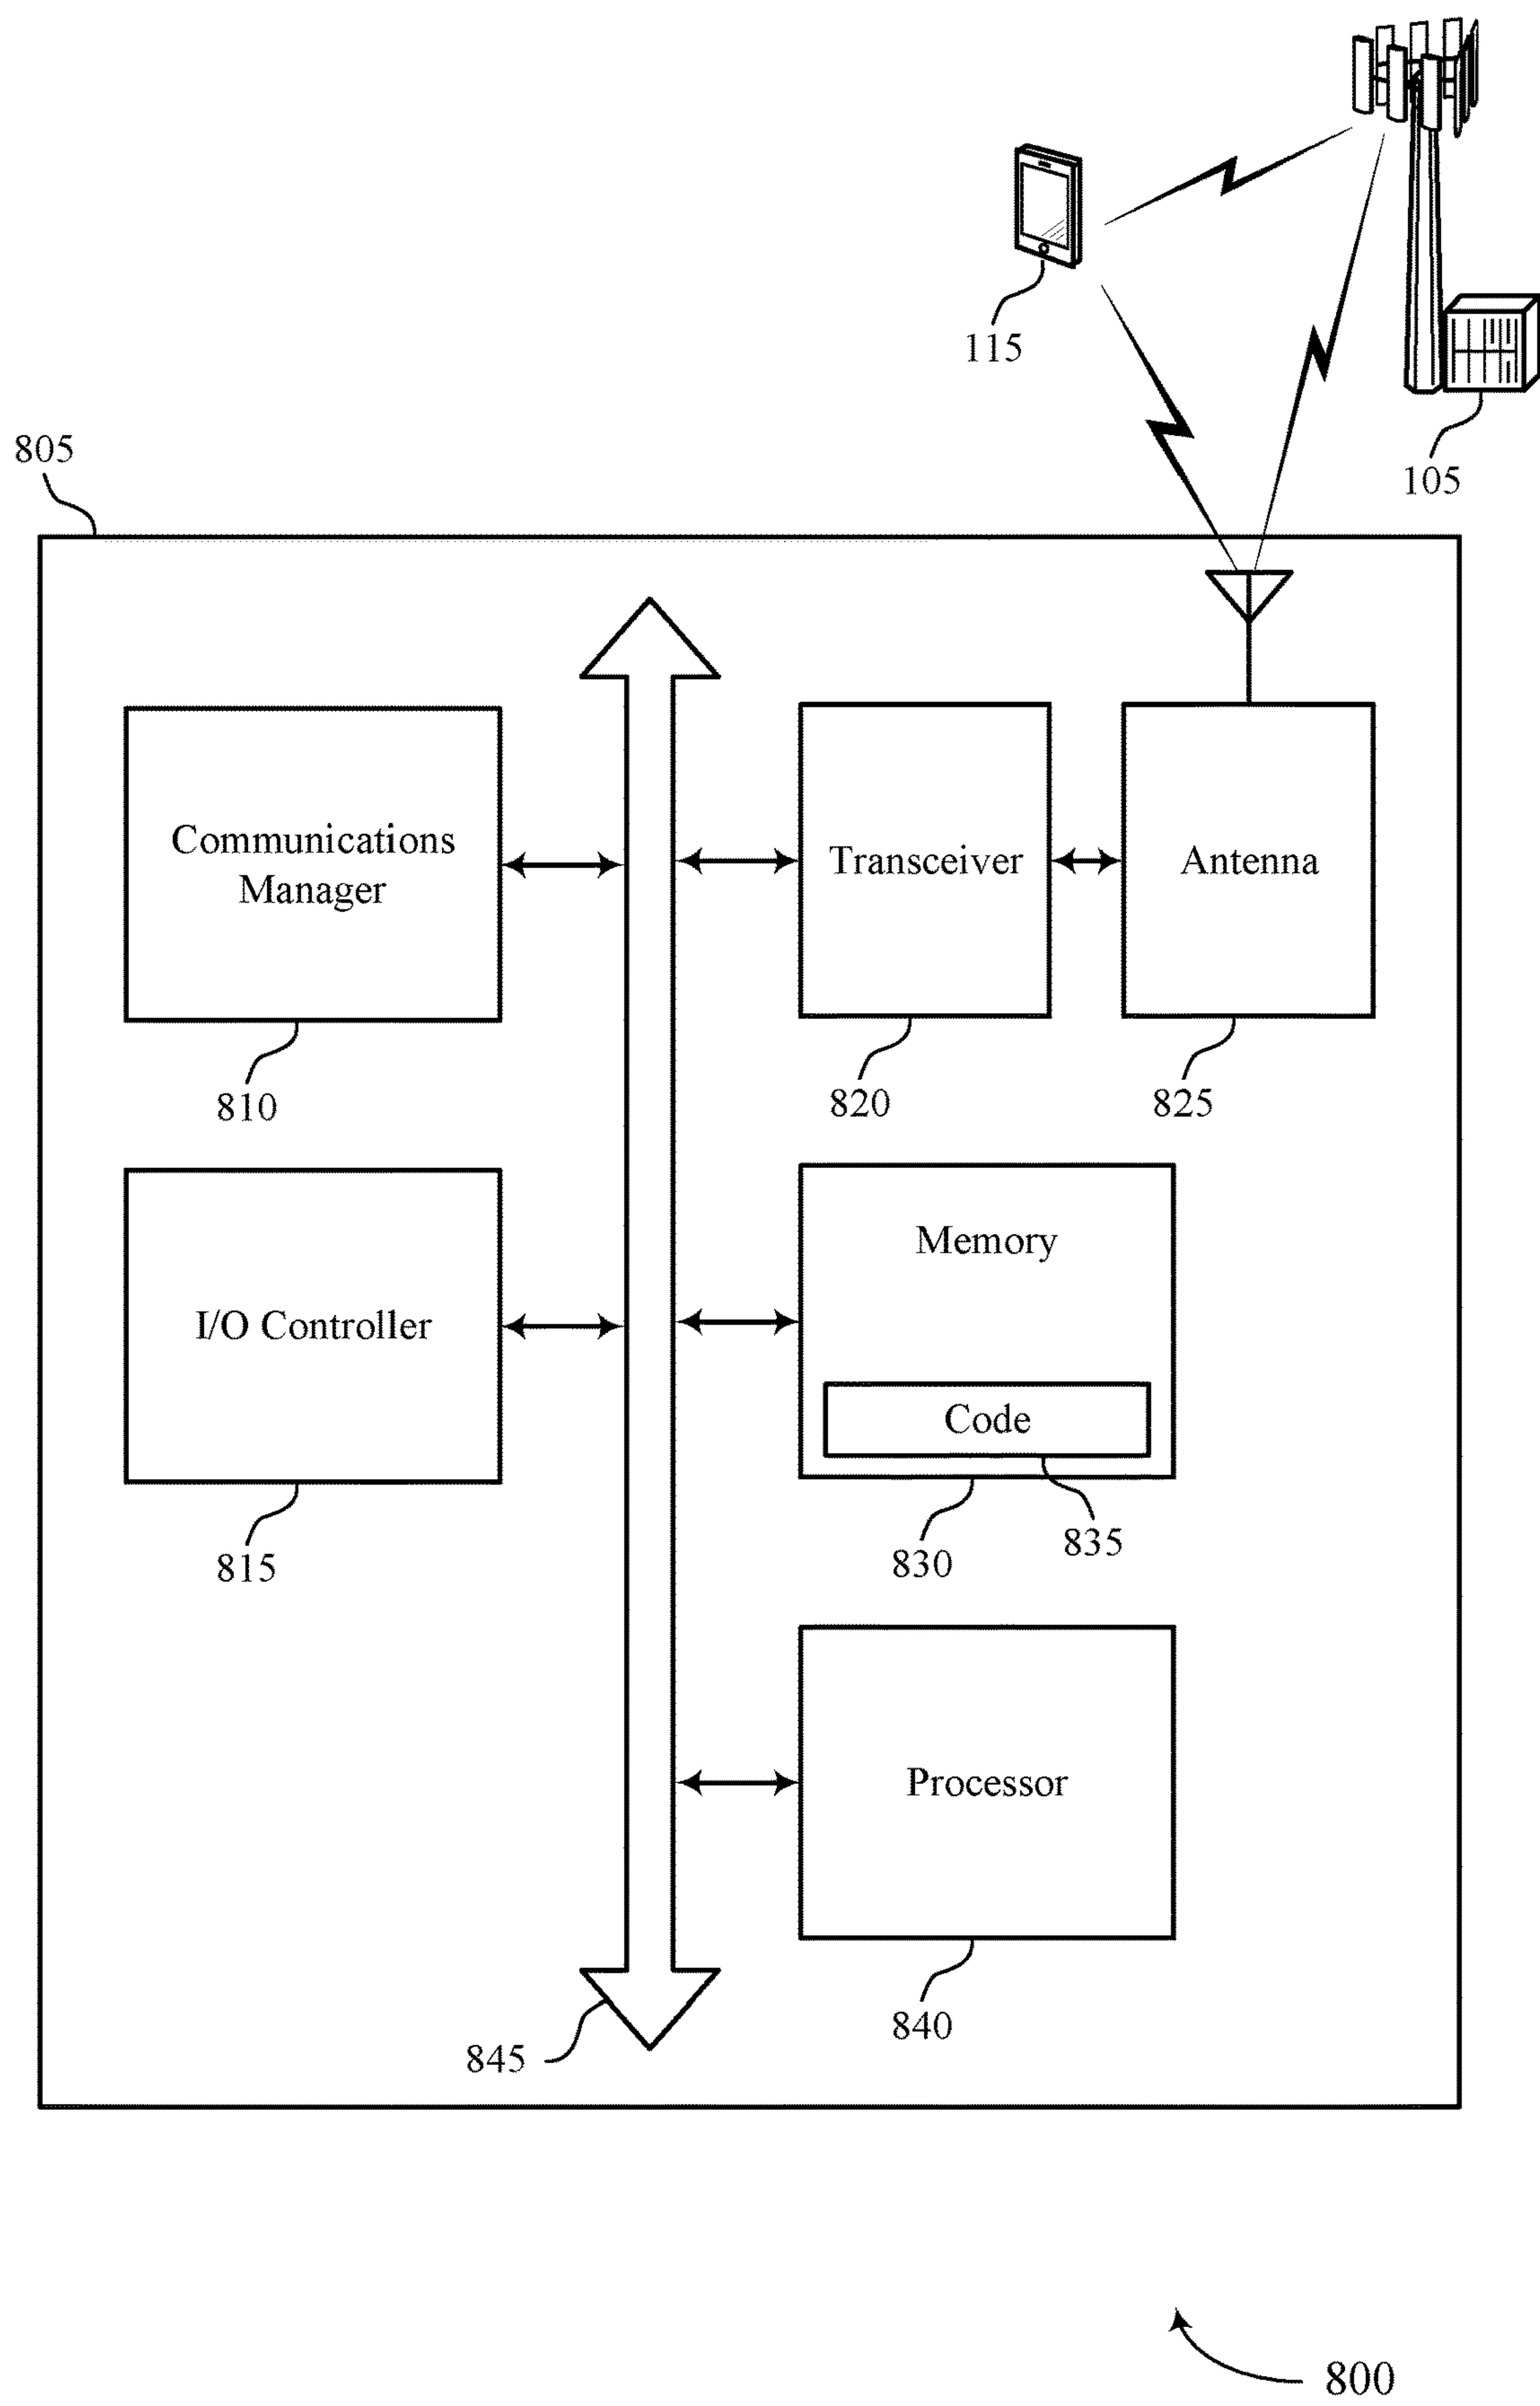 115
105
805
Communications
Manager
Transceiver
Antenna
810
820
825
I/O Controller
Memory
Code
815
830
835
Processor
840
845
800